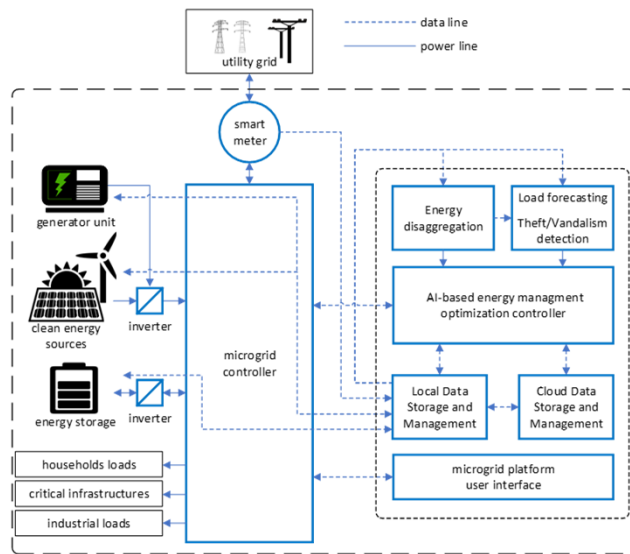 data line
power line
utility grid
smart
meter
generator unit
clean energy
sources
inverter
energy storage
inverter
households loads
critical infrastructures
industrial loads
microgrid
controller
Energy
disaggregation
Load forecasting
Theft/Vandalism
detection
AI-based energy managment
optimization controller
Local Data
Storage and
Management
Cloud Data
Storage and
Management
microgrid platform
user interface